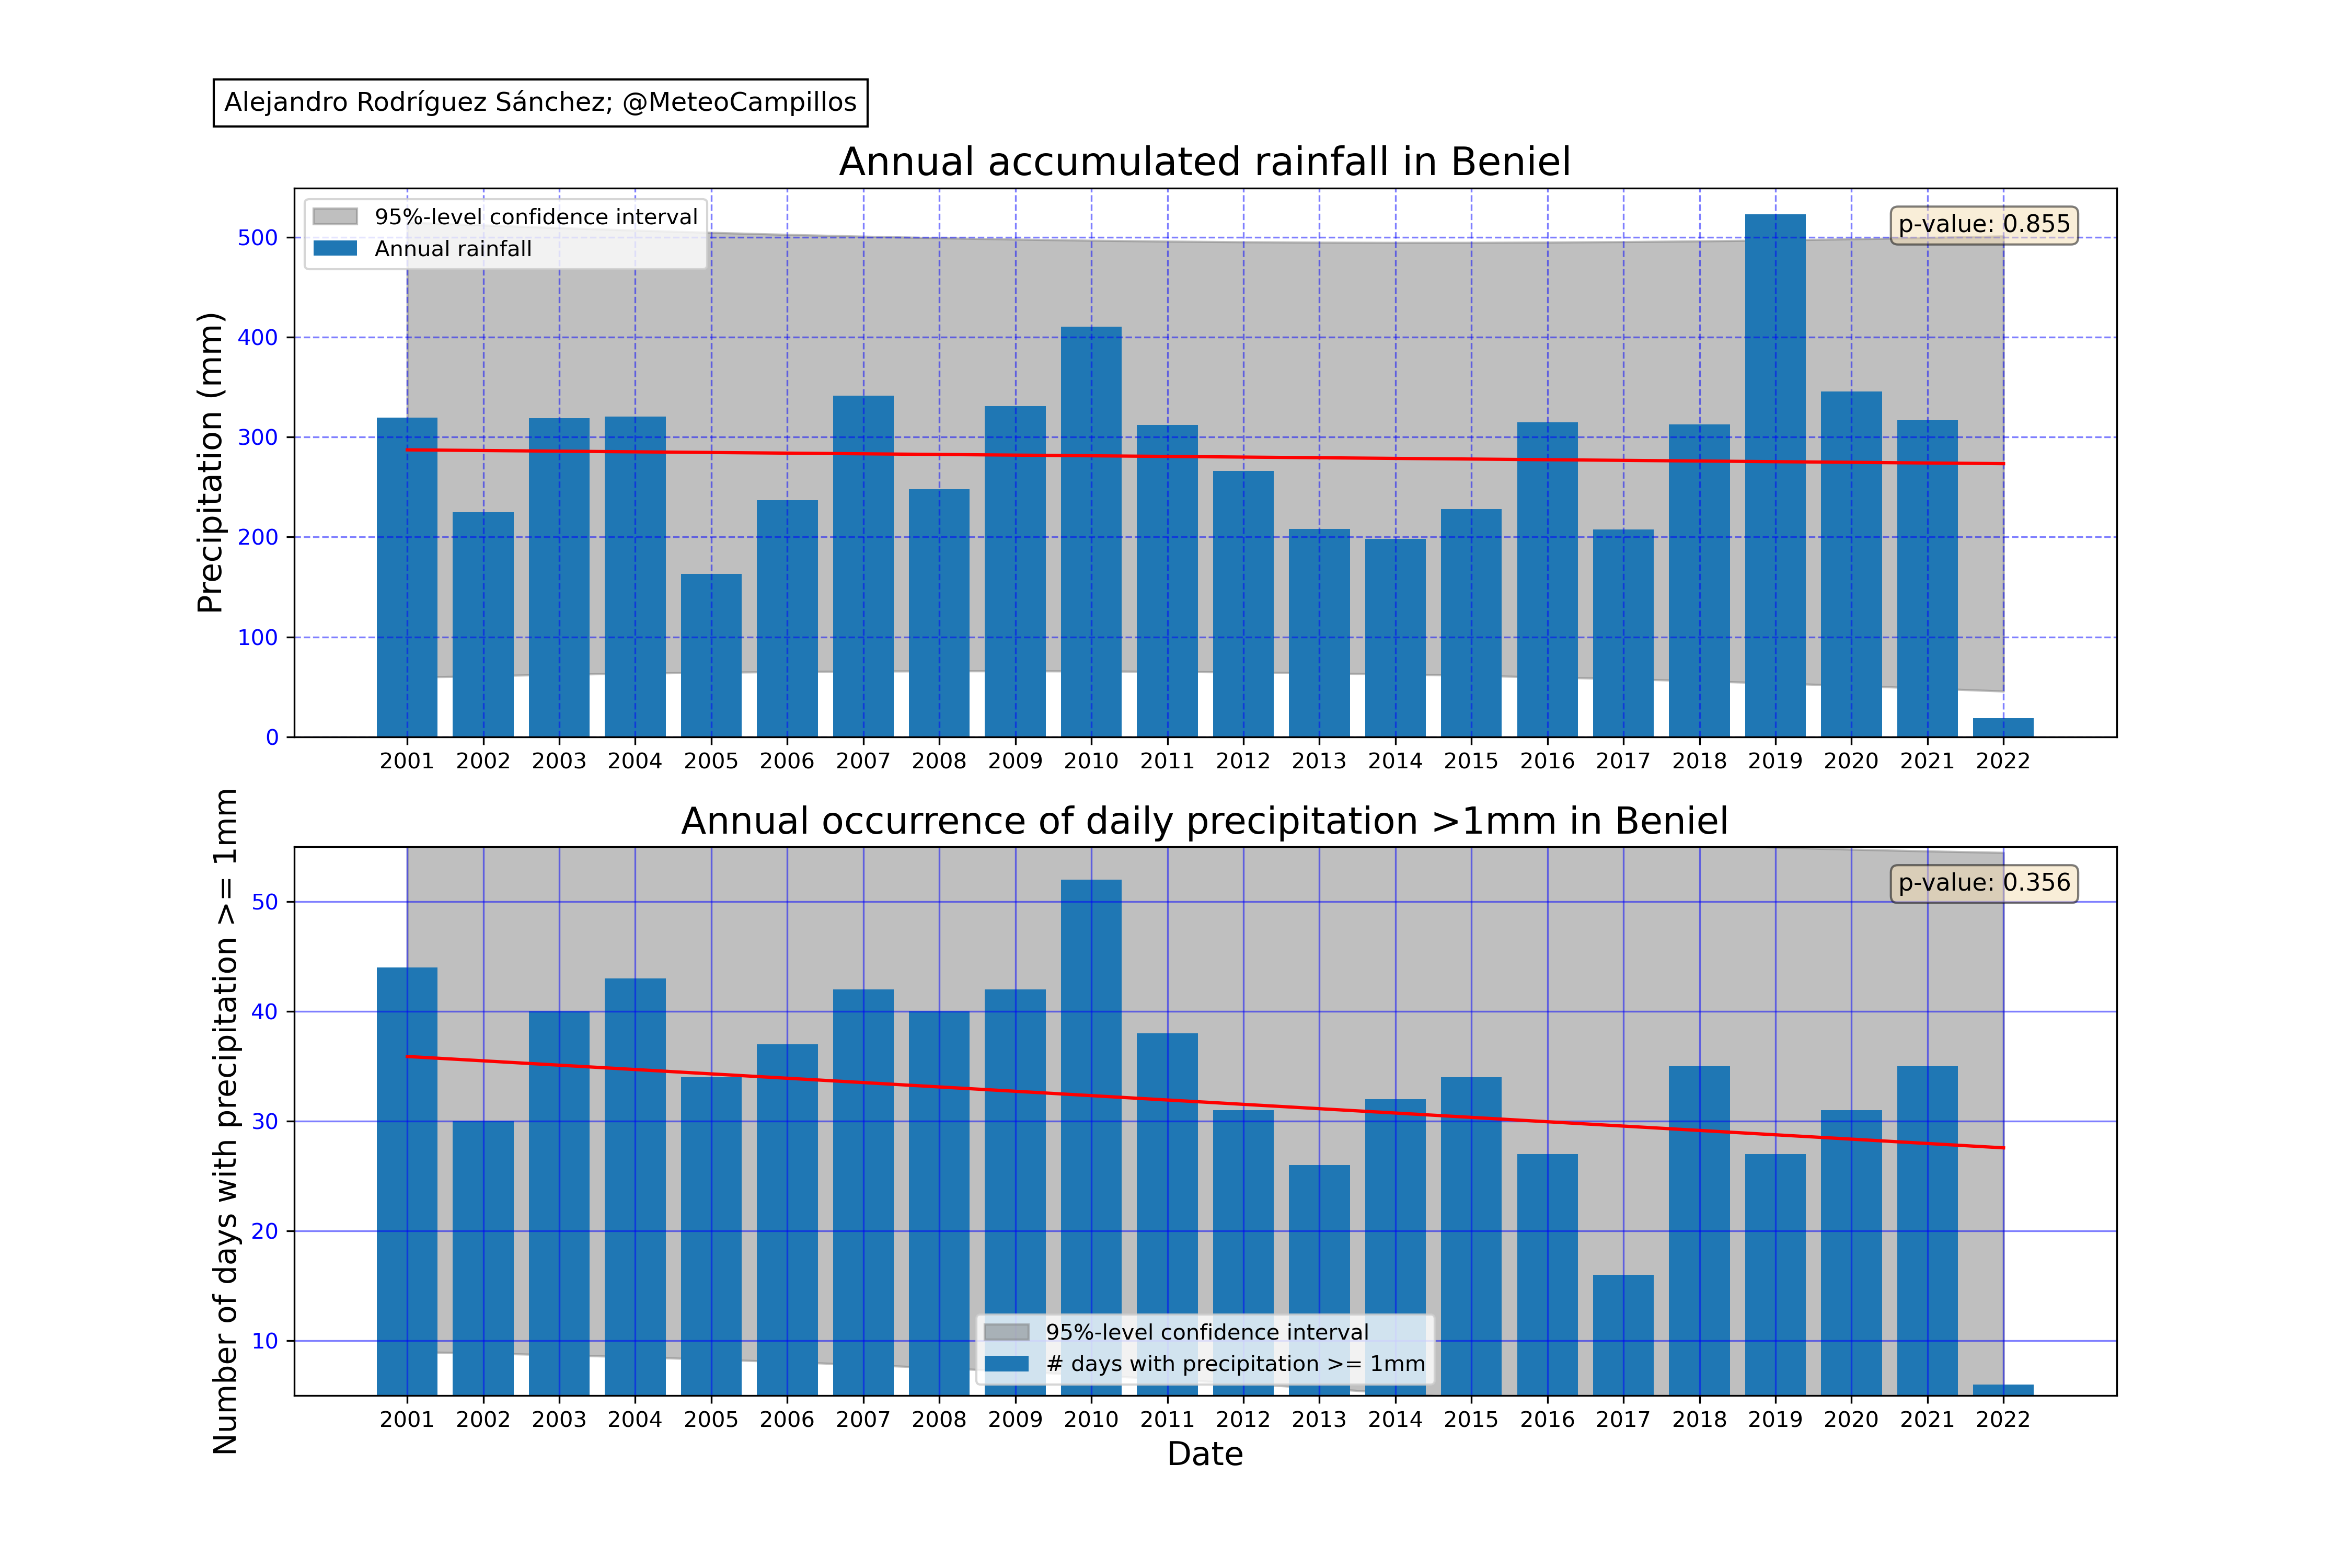 Alejandro Rodríguez Sánchez; @MeteoCampillos
Annual accumulated rainfall in Beniel
95%-level confidence interval
Annual rainfall
p-value: 0.855
Precipitation (mm)
500
400
300
200
100
0
2001 2002 2003 2004 2005 2006 2007 2008 2009 2010 2011 2012 2013 2014 2015 2016 2017 2018 2019 2020 2021 2022
Annual occurrence of daily precipitation >1mm in Beniel
p-value: 0.356
Number of days with precipitation >= 1mm
50
40
30
20
10
95%-level confidence interval
# days with precipitation >= 1mm
2001 2002 2003 2004 2005 2006 2007 2008 2009 2010 2011 2012 2013 2014 2015 2016 2017 2018 2019 2020 2021 2022
Date